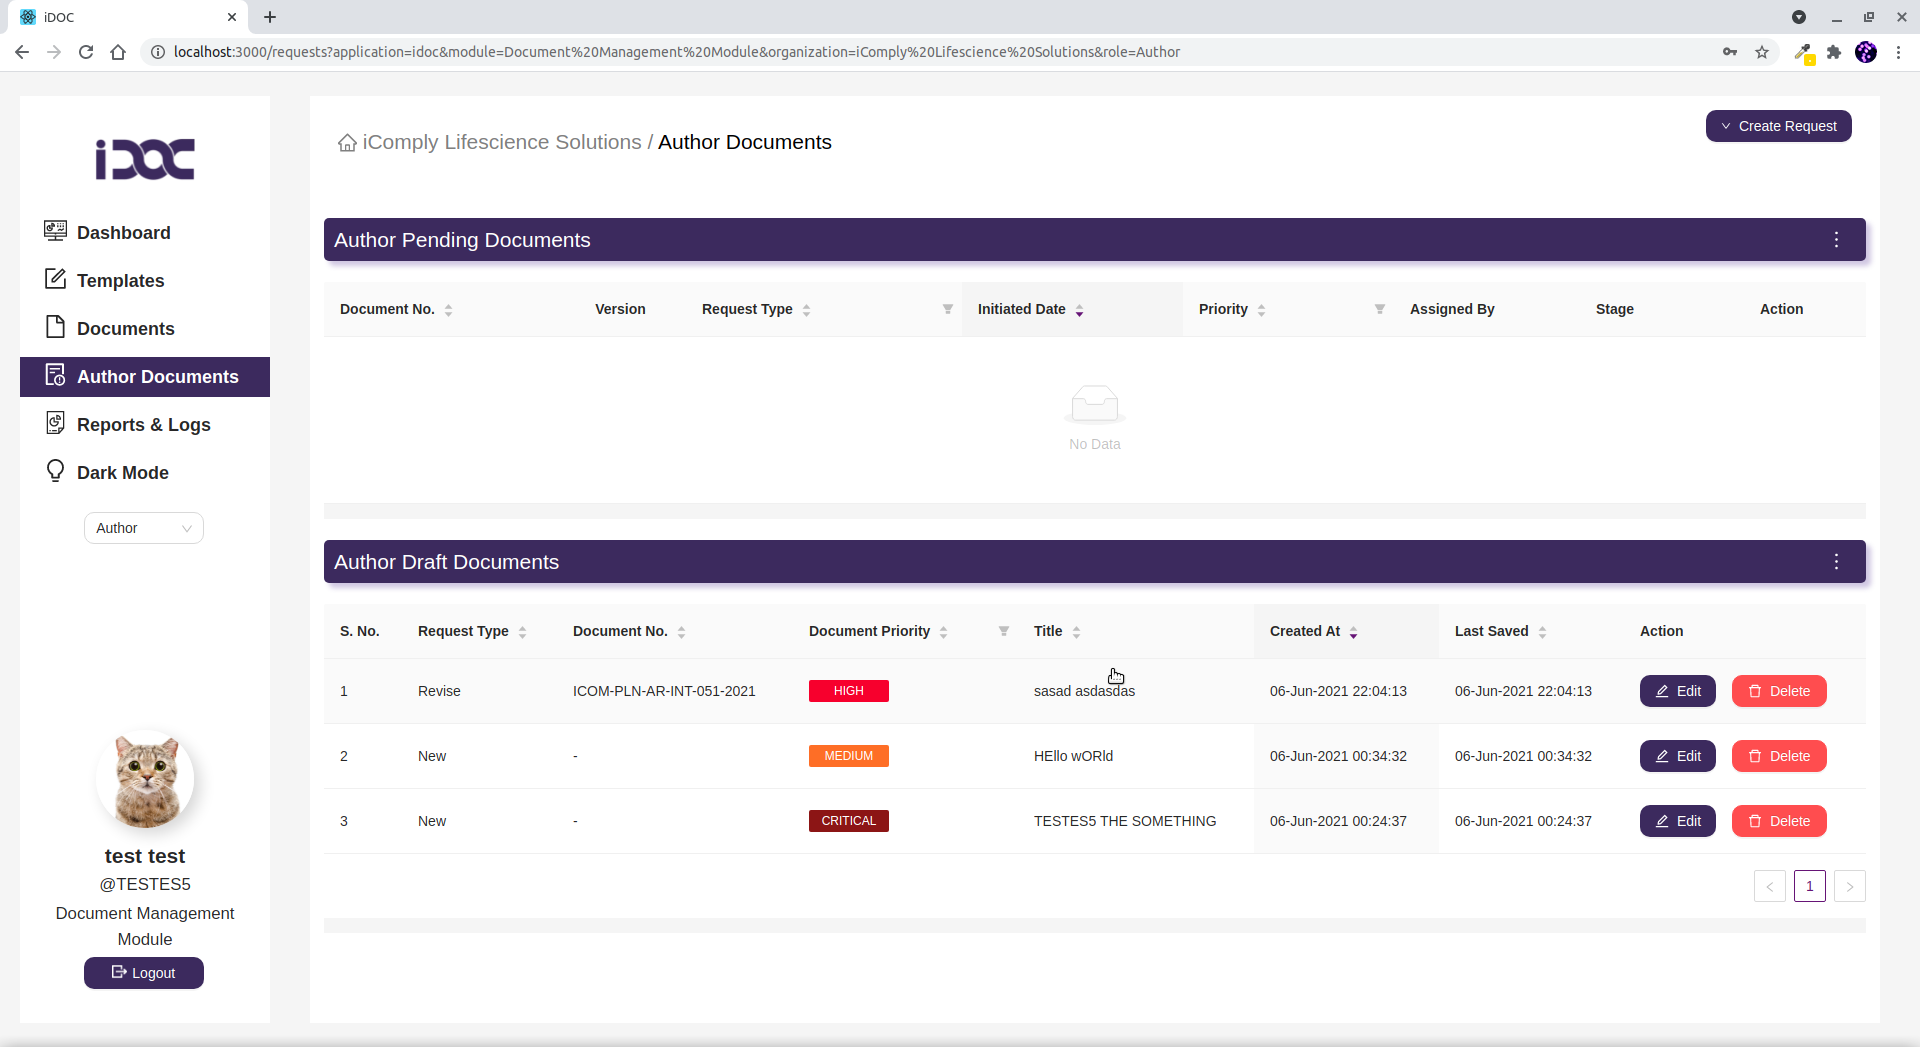 iDOC
localhost:3000/requests?application=idoc&module=Document%20Management%20Module&organization=iComply%20Lifescience%20Solutions&role=Author
iDOC
Dashboard
Templates
Documents
Author Documents
Reports & Logs
Dark Mode
Author
test test
@TESTES5
Document Management
Module
Logout
iComply Lifescience Solutions / Author Documents
Create Request
Author Pending Documents
Document No. Version Request Type Initiated Date Priority Assigned By Stage Action
No Data
Author Draft Documents
S. No. Request Type Document No. Document Priority Title Created At Last Saved Action
1 Revise ICOM-PLN-AR-INT-051-2021 HIGH sasad asdasdas 06-Jun-2021 22:04:13 06-Jun-2021 22:04:13 Edit Delete
2 New - MEDIUM HEllo wORld 06-Jun-2021 00:34:32 06-Jun-2021 00:34:32 Edit Delete
3 New - CRITICAL TESTES5 THE SOMETHING 06-Jun-2021 00:24:37 06-Jun-2021 00:24:37 Edit Delete
< 1 >